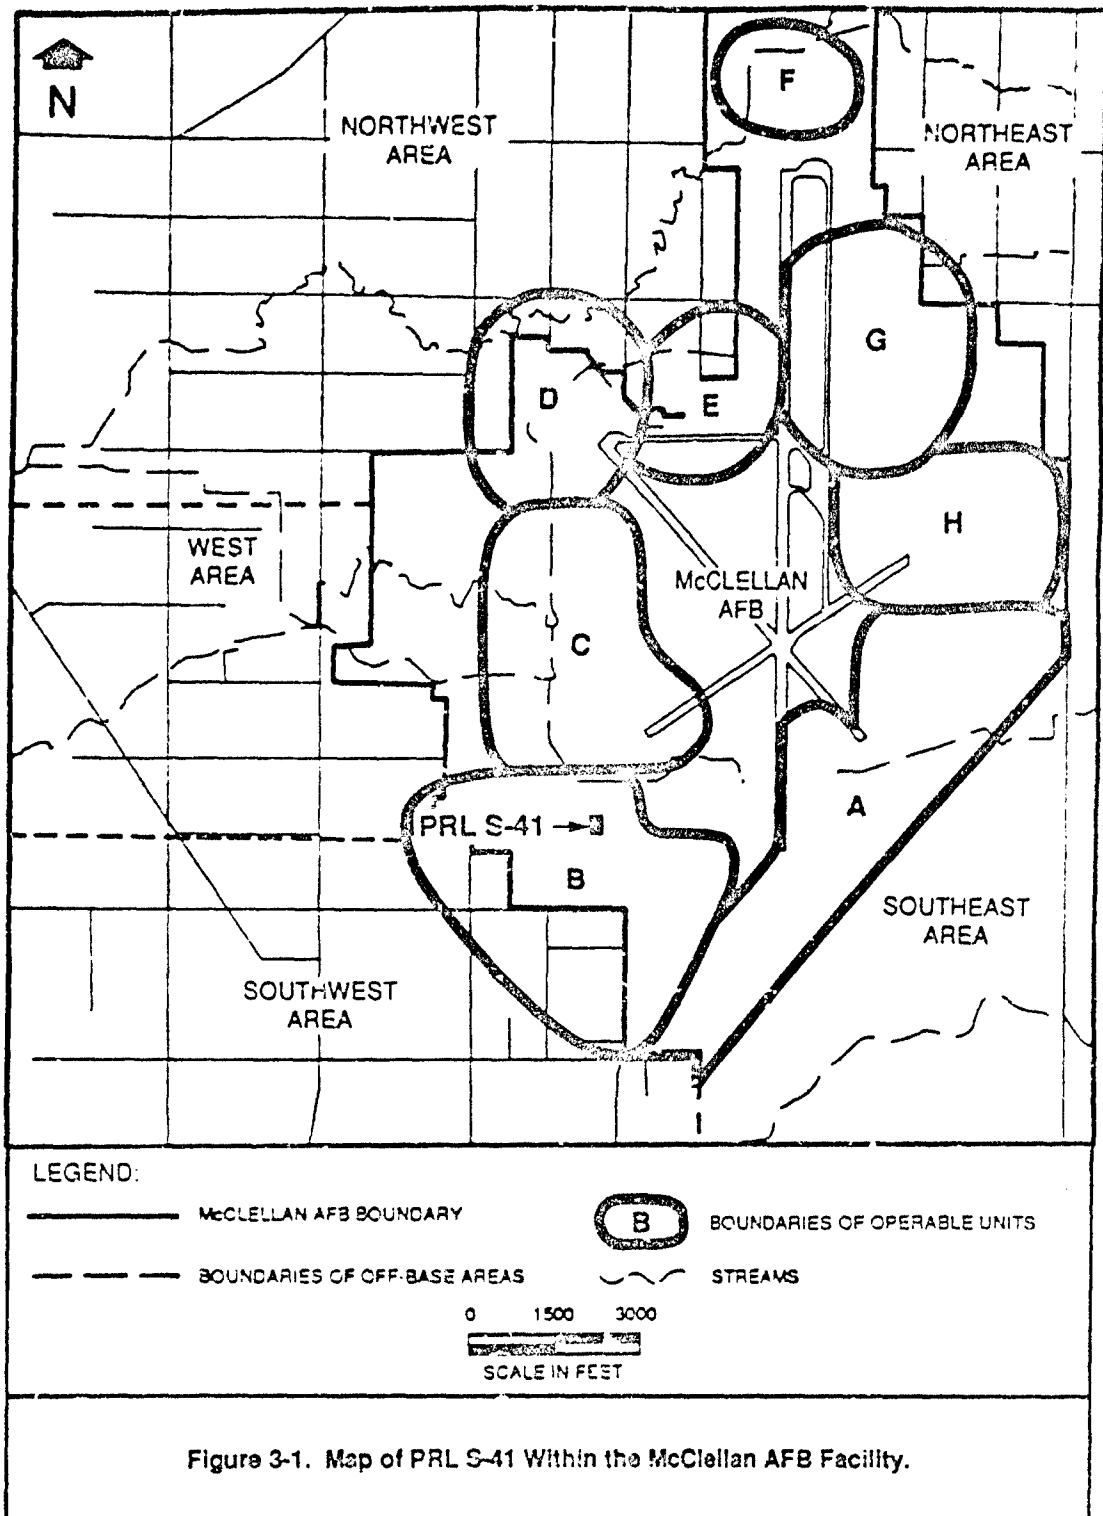 N
F
NORTHWEST
AREA
NORTHEAST
AREA
G
D
E
H
WEST
AREA
McCLELLAN
AFB
C
A
PRL S-41
B
SOUTHEAST
AREA
SOUTHWEST
AREA
LEGEND:
McCLELLAN AFB BOUNDARY
B
BOUNDARIES OF OPERABLE UNITS
BOUNDARIES OF OFF-BASE AREAS
STREAMS
0 1500 3000
SCALE IN FEET
Figure 3-1. Map of PRL S-41 Within the McClellan AFB Facility.